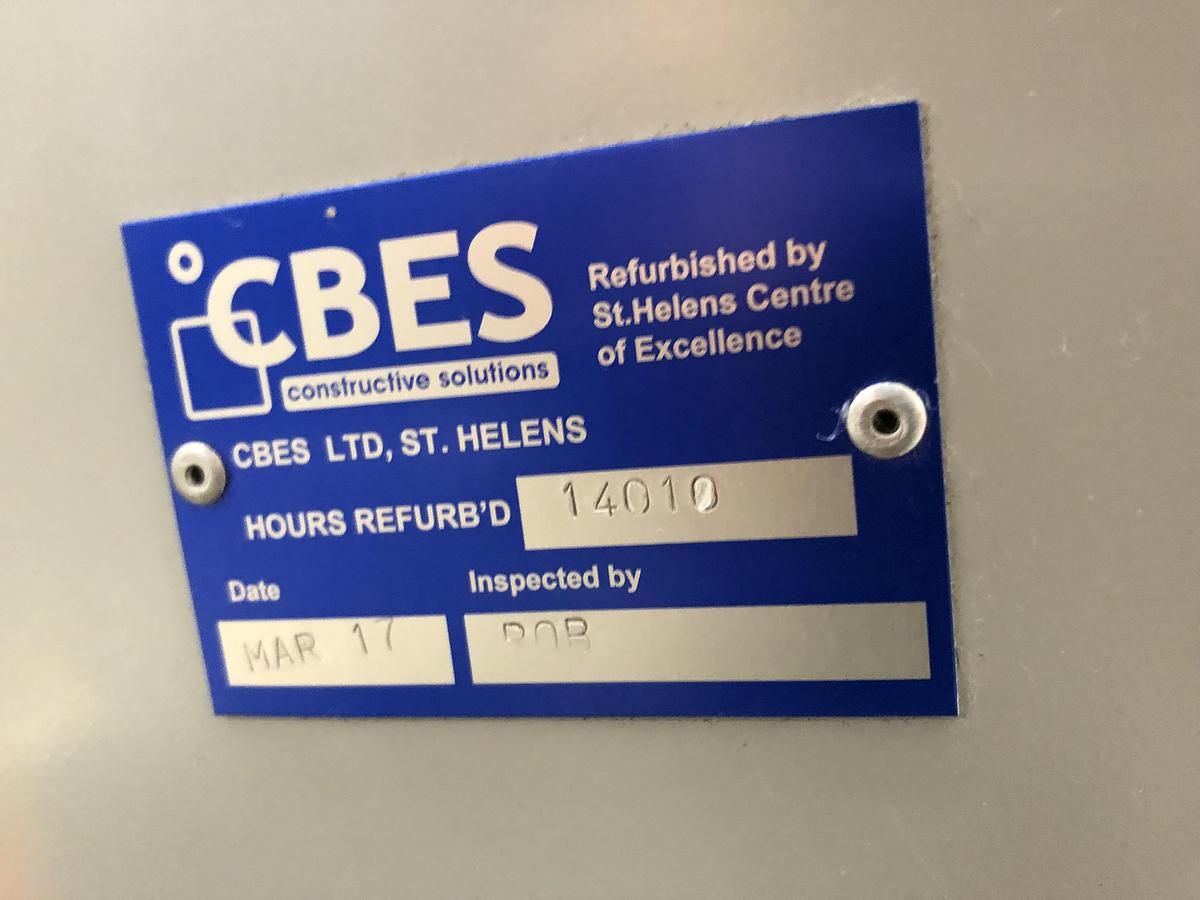 °CBES
constructive solutions
Refurbished by
St.Helens Centre
of Excellence
CBES LTD, ST. HELENS
HOURS REFURB'D 14010
Date
MAR 17
Inspected by
ROB